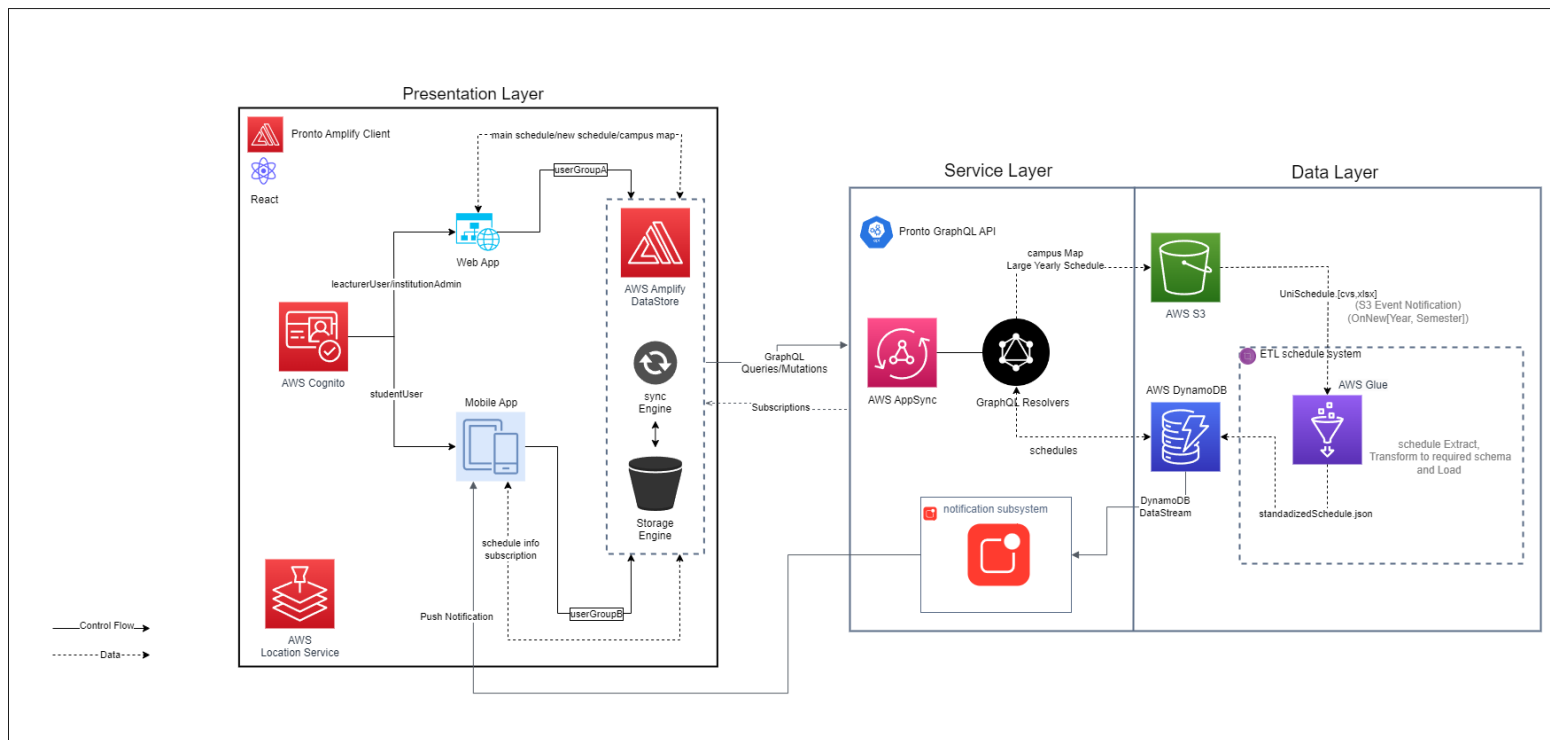 Presentation Layer
Pronto Amplify Client
React
main schedule/new schedule/campus map
userGroupA
Web App
leacturerUser/institutionAdmin
AWS Cognito
studentUser
Mobile App
AWS Amplify
DataStore
sync
Engine
Storage
Engine
schedule info
subscription
userGroupB
Push Notification
AWS
Location Service
Control Flow
Data
GraphQL
Queries/Mutations
Subscriptions
Service Layer
Pronto GraphQL API
campus Map
Large Yearly Schedule
AWS AppSync
GraphQL Resolvers
schedules
notification subsystem
Data Layer
AWS S3
UniSchedule.[cvs,xlsx]
(S3 Event Notification)
(OnNew[Year, Semester])
ETL schedule system
AWS DynamoDB
AWS Glue
schedule Extract,
Transform to required schema
and Load
DynamoDB
DataStream
standadizedSchedule.json